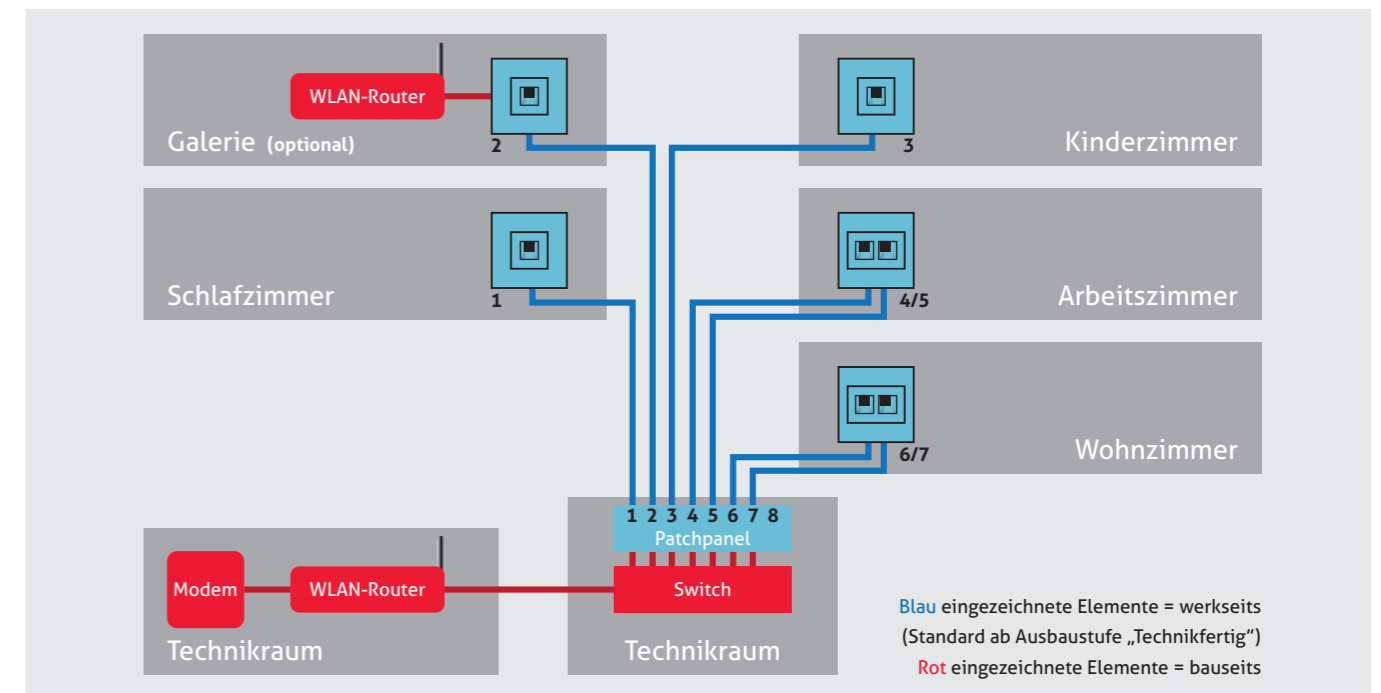 WLAN-Router
Galerie (optional)
2
3
Kinderzimmer
Schlafzimmer
1
4/5
Arbeitszimmer
6/7
Wohnzimmer
1 2 3 4 5 6 7 8
Patchpanel
Modem
WLAN-Router
Switch
Technikraum
Technikraum
Blau eingezeichnete Elemente = werkseits
(Standard ab Ausbaustufe „Technikfertig“)
Rot eingezeichnete Elemente = bauseits